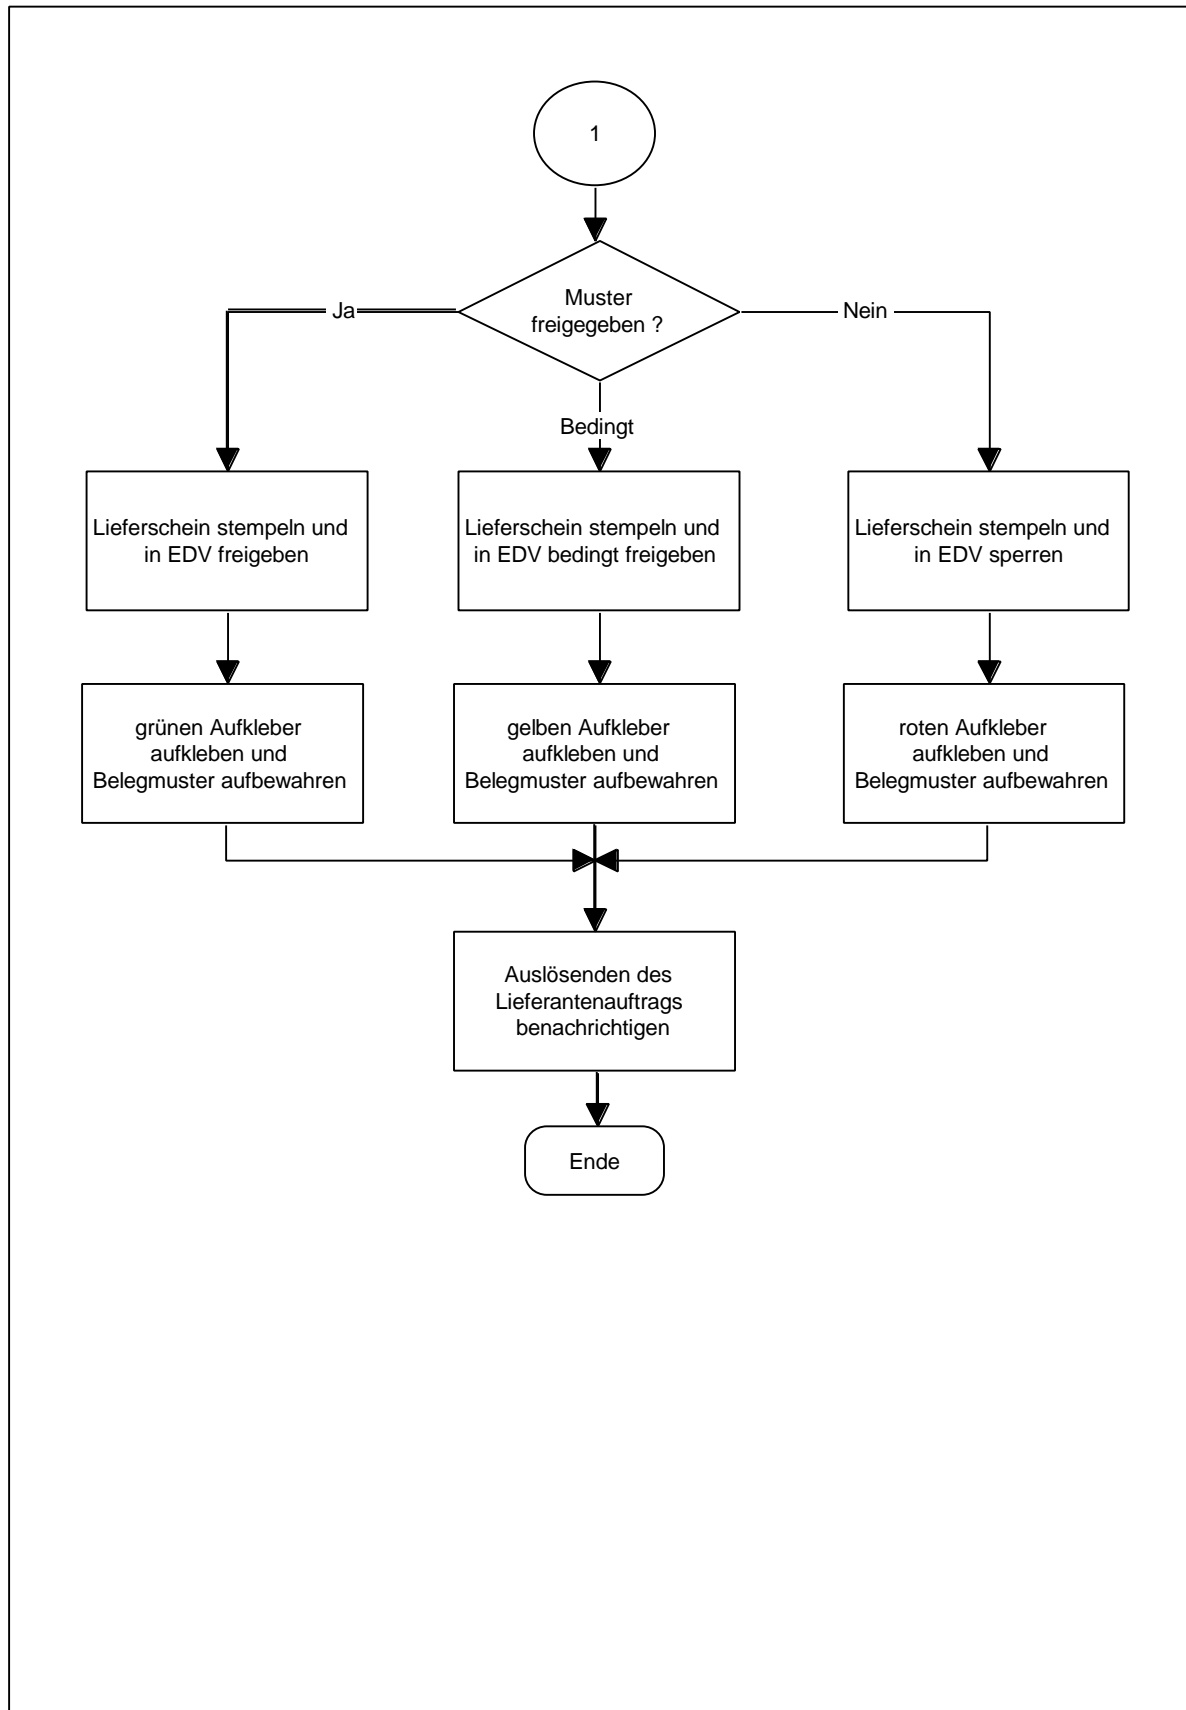 1
Muster
freigegeben ?
Ja
Nein
Bedingt
Lieferschein stempeln und
in EDV freigeben
Lieferschein stempeln und
in EDV bedingt freigeben
Lieferschein stempeln und
in EDV sperren
grünen Aufkleber
aufkleben und
Belegmuster aufbewahren
gelben Aufkleber
aufkleben und
Belegmuster aufbewahren
roten Aufkleber
aufkleben und
Belegmuster aufbewahren
Auslösenden des
Lieferantenauftrags
benachrichtigen
Ende